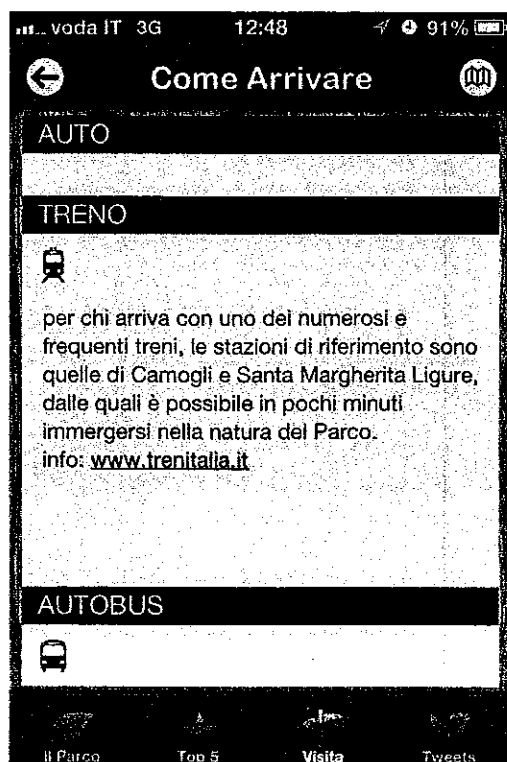 voda IT 3G 12:48 91%
Come Arrivare
AUTO
TRENO
per chi arriva con uno dei numerosi e
frequenti treni, le stazioni di riferimento sono
quelle di Camogli e Santa Margherita Ligure,
dalle quali è possibile in pochi minuti
immergersi nella natura del Parco.
info: www.trenitalia.it
AUTOBUS
Il Parco Top 5 Visita Tweets